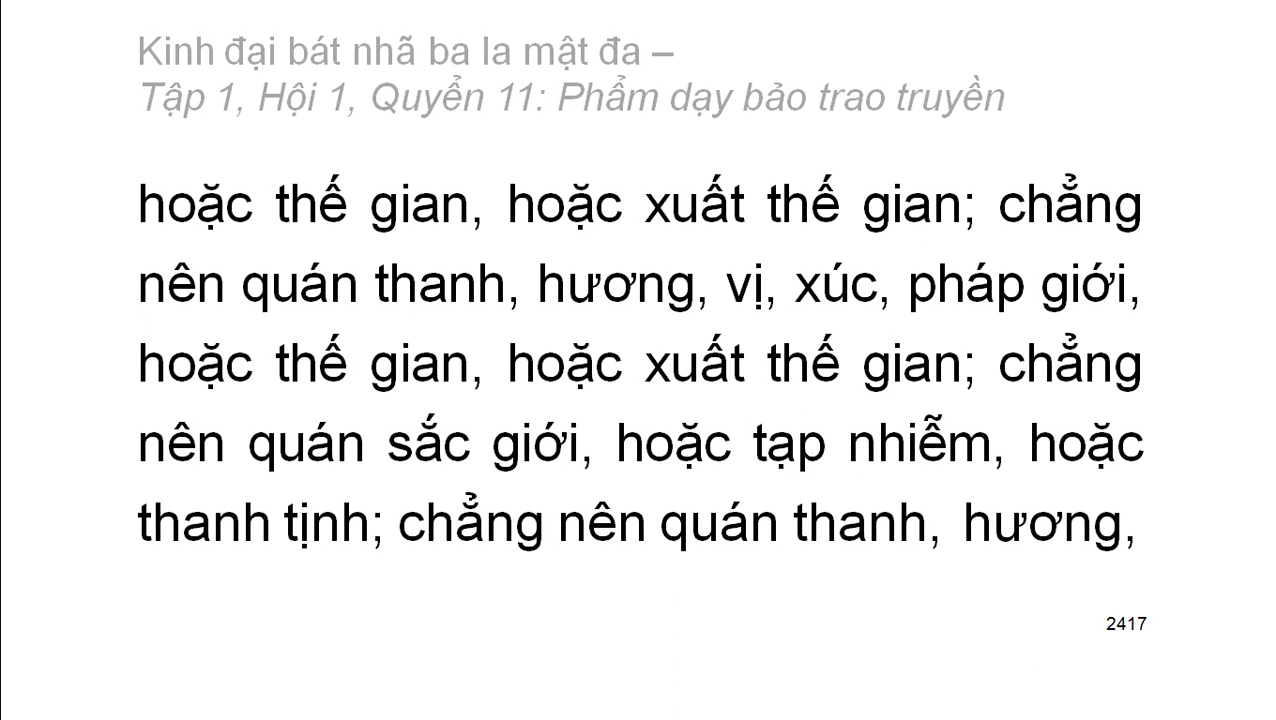 Kinh đại bát nhã ba la mật đa –
Tập 1, Hội 1, Quyển 11: Phẩm dạy bảo trao truyền
hoặc thế gian, hoặc xuất thế gian; chẳng
nên quán thanh, hương, vị, xúc, pháp giới,
hoặc thế gian, hoặc xuất thế gian; chẳng
nên quán sắc giới, hoặc tạp nhiễm, hoặc
thanh tịnh; chẳng nên quán thanh, hương,
2417